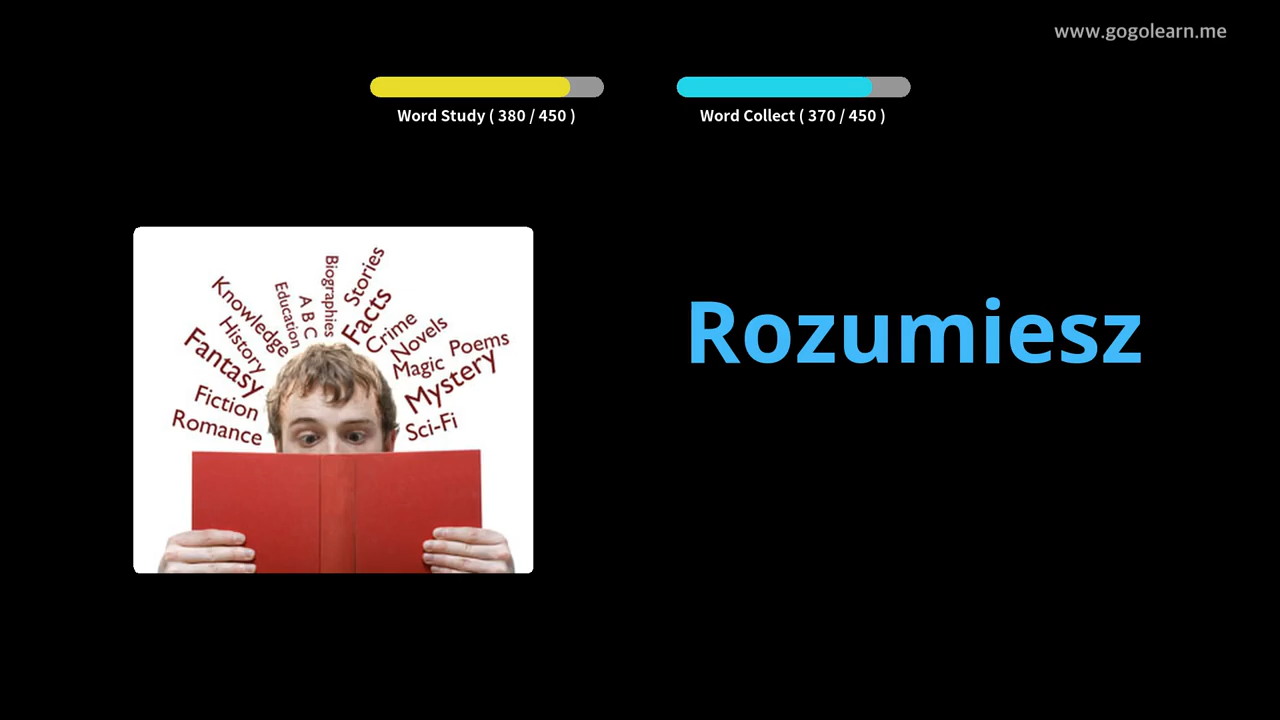 www.gogolearn.me
Word Study ( 380 / 450 )
Word Collect ( 370 / 450 )
Rozumiesz
Biographies
Stories
Knowledge
Education
A B C
Facts
Crime
History
Novels
Fantasy
Magic
Poems
Mystery
Fiction
Romance
Sci-Fi